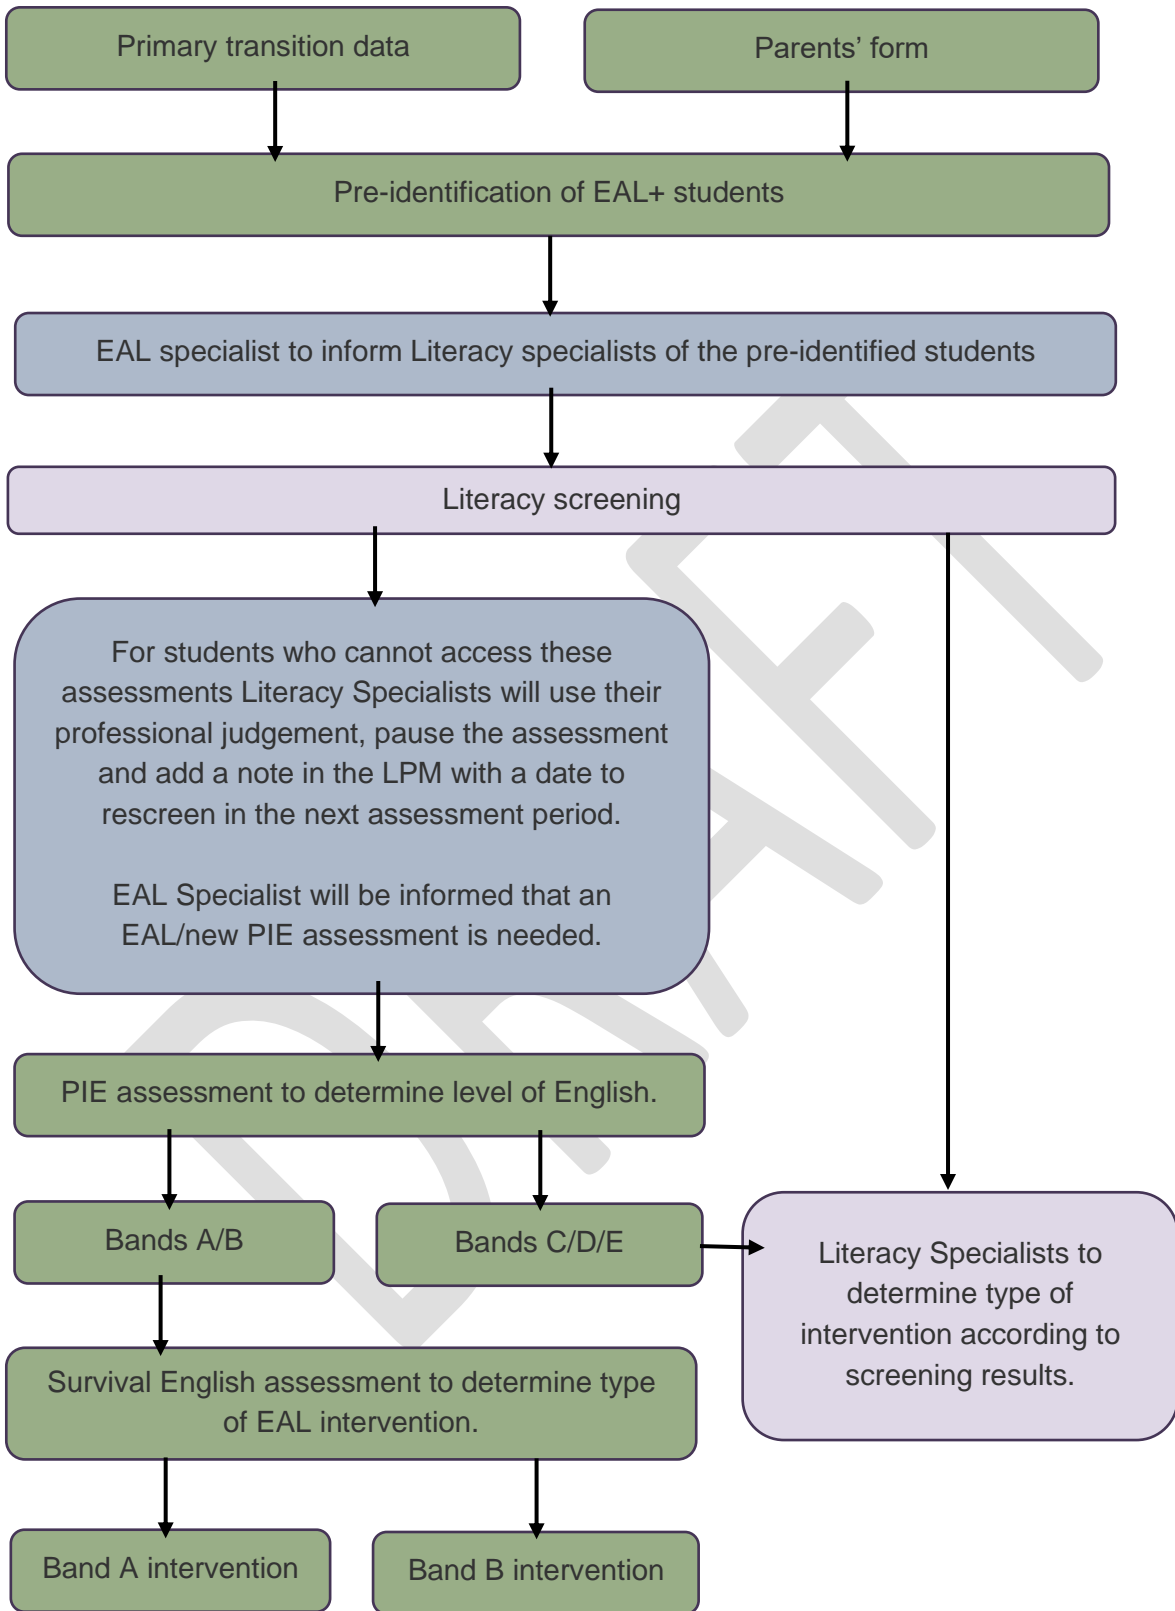 Primary transition data
Parents’ form
Pre-identification of EAL+ students
EAL specialist to inform Literacy specialists of the pre-identified students
Literacy screening
For students who cannot access these
assessments Literacy Specialists will use their
professional judgement, pause the assessment
and add a note in the LPM with a date to
rescreen in the next assessment period.
EAL Specialist will be informed that an
EAL/new PIE assessment is needed.
DRAFT
PIE assessment to determine level of English.
Bands A/B
Bands C/D/E
Literacy Specialists to
determine type of
intervention according to
screening results.
Survival English assessment to determine type
of EAL intervention.
Band A intervention
Band B intervention